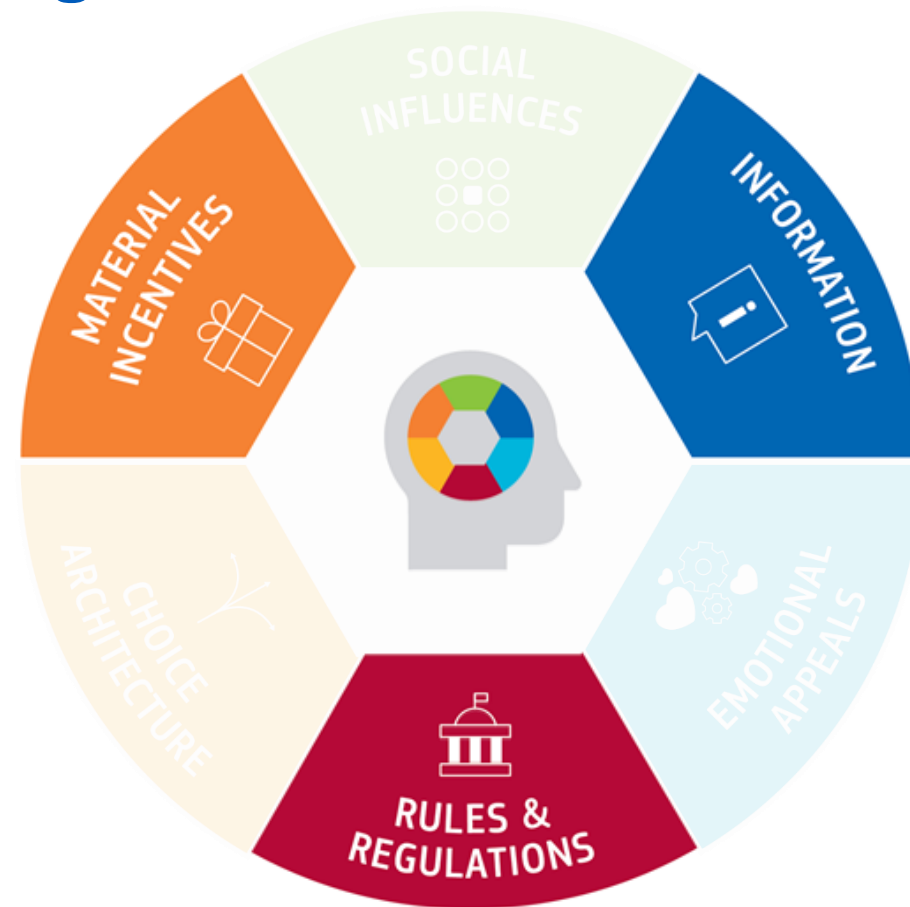 SOCIAL
INFLUENCES
MATERIAL
INCENTIVES
INFORMATION
i
CHOICE
ARCHITECTURE
EMOTIONAL
APPEALS
RULES &
REGULATIONS